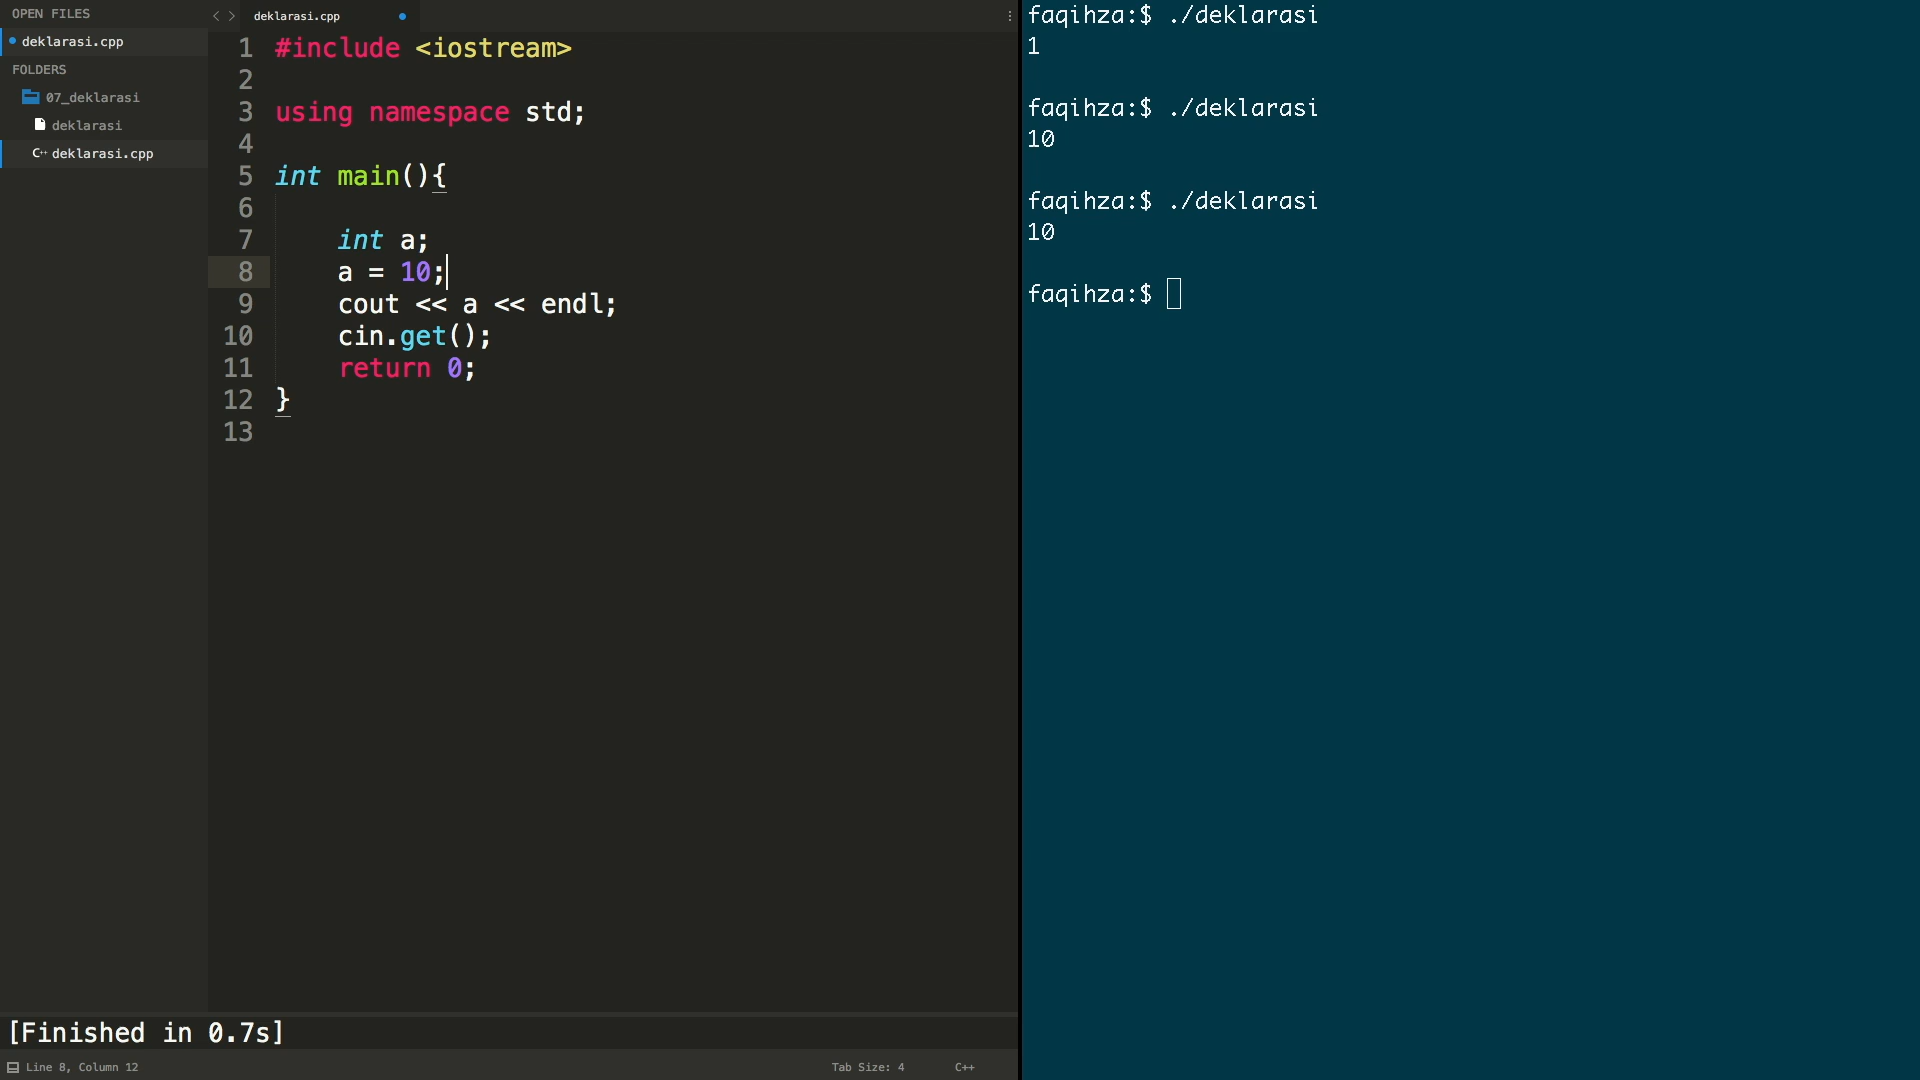 OPEN FILES
deklarasi.cpp
FOLDERS
07_deklarasi
deklarasi
C++ deklarasi.cpp
deklarasi.cpp
1 #include <iostream>
2
3 using namespace std;
4
5 int main(){
6
7 int a;
8 a = 10;
9 cout << a << endl;
10 cin.get();
11 return 0;
12 }
13
[Finished in 0.7s]
Line 8, Column 12
Tab Size: 4
C++
faqihza:$ ./deklarasi
1
faqihza:$ ./deklarasi
10
faqihza:$ ./deklarasi
10
faqihza:$